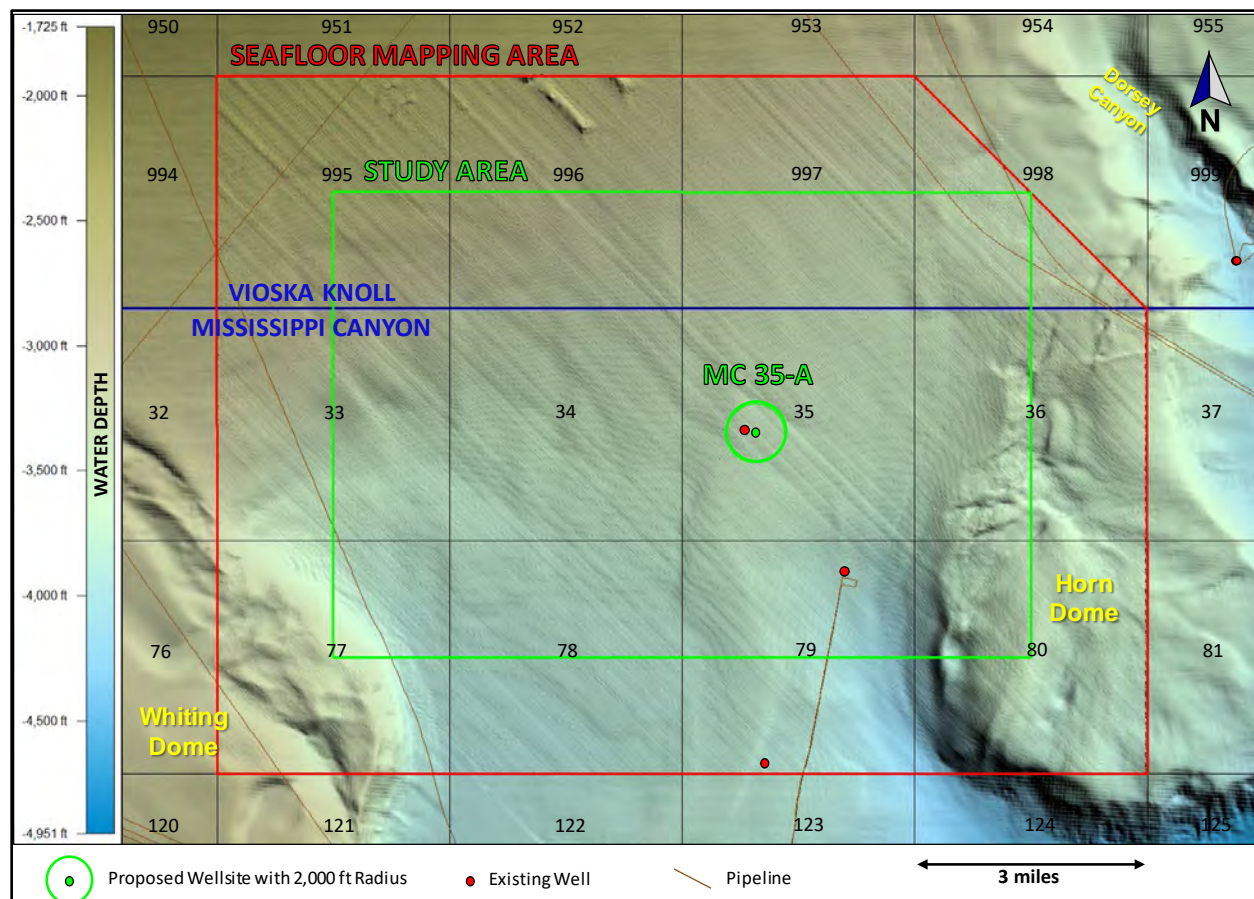 -1,725 ft
-2,000 ft
-2,500 ft
-3,000 ft
-3,500 ft
-4,000 ft
-4,500 ft
-4,951 ft
WATER DEPTH
950 951 952 953 954 955
SEAFLOOR MAPPING AREA
Dorsey
Canyon
N
STUDY AREA
994 995 996 997 998 999
VIOSKA KNOLL
MISSISSIPPI CANYON
MC 35-A
32 33 34 35 36 37
Horn
Dome
76 77 78 79 80 81
Whiting
Dome
120 121 122 123 124 125
Proposed Wellsite with 2,000 ft Radius Existing Well Pipeline 3 miles